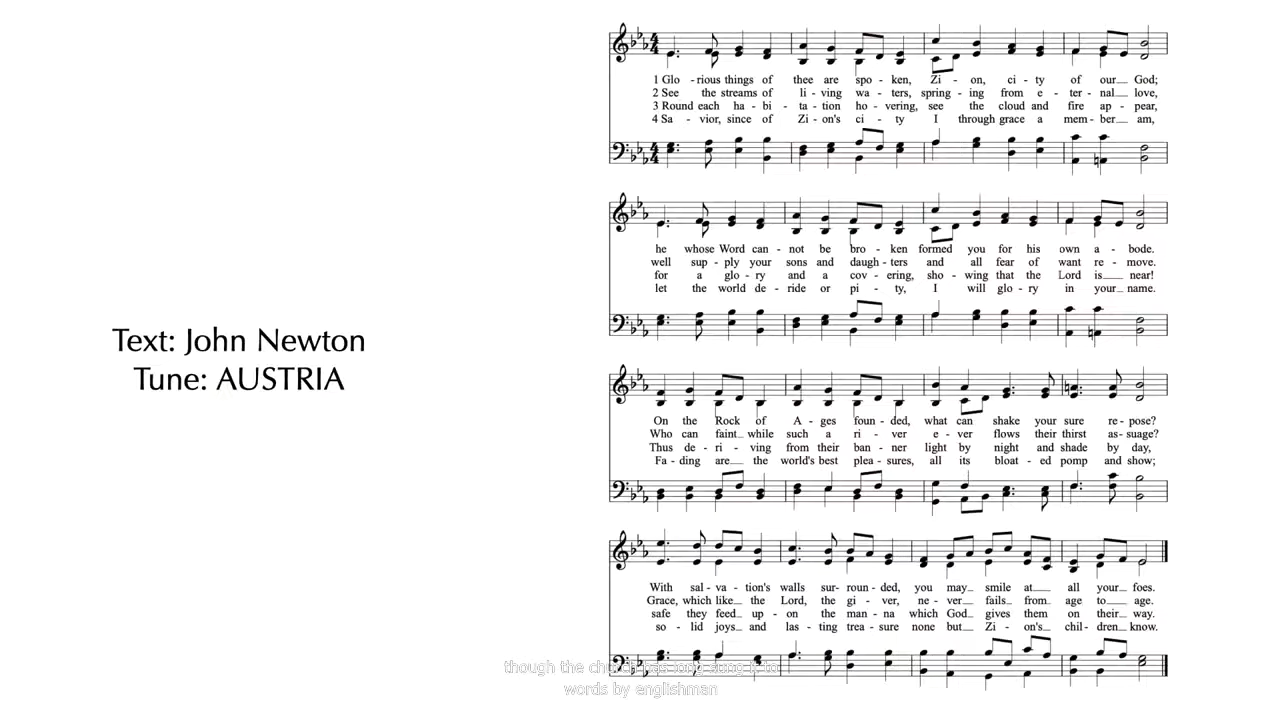 Text: John Newton
Tune: AUSTRIA
1 Glo - rious things of thee are spo - ken, Zi - on, ci - ty of our God;
2 See the streams of li - ving wa - ters, spring - ing from e - ter - nal love,
3 Round each ha - bi - ta - tion ho - vering, see the cloud and fire ap - pear,
4 Sa - vior, since of Zi - on's ci - ty I through grace a mem - ber am,
he whose Word can - not be bro - ken formed you for his own a - bode.
well sup - ply your sons and daugh - ters and all fear of want re - move.
for a glo - ry and a cov - ering, sho - wing that the Lord is near!
let the world de - ride or pi - ty, I will glo - ry in your name.
On the Rock of A - ges foun - ded, what can shake your sure re - pose?
Who can faint while such a ri - ver e - ver flows their thirst as - suage?
Thus de - ri - ving from their ban - ner light by night and shade by day,
Fa - ding are the world's best plea - sures, all its bloat - ed pomp and show;
With sal - va - tion's walls sur - roun - ded, you may smile at all your foes.
Grace, which like the Lord, the gi - ver, ne - ver fails from age to age.
safe they feed up - on the man - na which God gives them on their way.
so - lid joys and las - ting trea - sure none but Zi - on's chil - dren know.
though the church has long sung it to
words by englishman